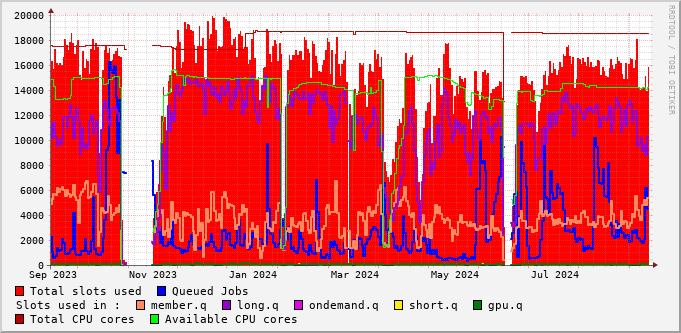 RRDTOOL / TOBI OETIKER
20000
18000
16000
14000
12000
10000
8000
6000
4000
2000
0
Sep 2023 Nov 2023 Jan 2024 Mar 2024 May 2024 Jul 2024
Total slots used Queued Jobs
Slots used in : member.q long.q ondemand.q short.q gpu.q
Total CPU cores Available CPU cores